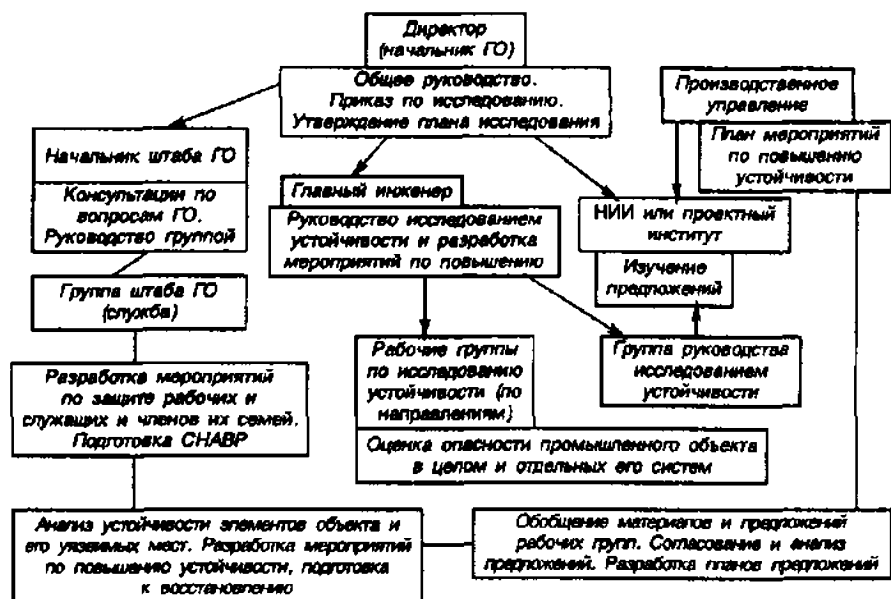 Директор
(начальник ГО)
Общее руководство.
Приказ по исследованию.
Утверждение плана исследования
Производственное
управление
План мероприятий
по повышению
устойчивости
Начальник штаба ГО
Консультации по
вопросам ГО.
Руководство группой
Главный инженер
Руководство исследованием
устойчивости и разработка
мероприятий по повышению
НИИ или проектный
институт
Изучение
предложений
Группа штаба ГО
(служба)
Рабочие группы
по исследованию
устойчивости (по
направлениям)
Группа руководства
исследованием
устойчивости
Разработка мероприятий
по защите рабочих и
служащих и членов их семей.
Подготовка СНАВР
Оценка опасности промышленного объекта
в целом и отдельных его систем
Анализ устойчивости элементов объекта и
его уязвимых мест. Разработка мероприятий
по повышению устойчивости, подготовка
к восстановлению
Обобщение материалов и предложений
рабочих групп. Согласование и анализ
предложений. Разработка планов предложений